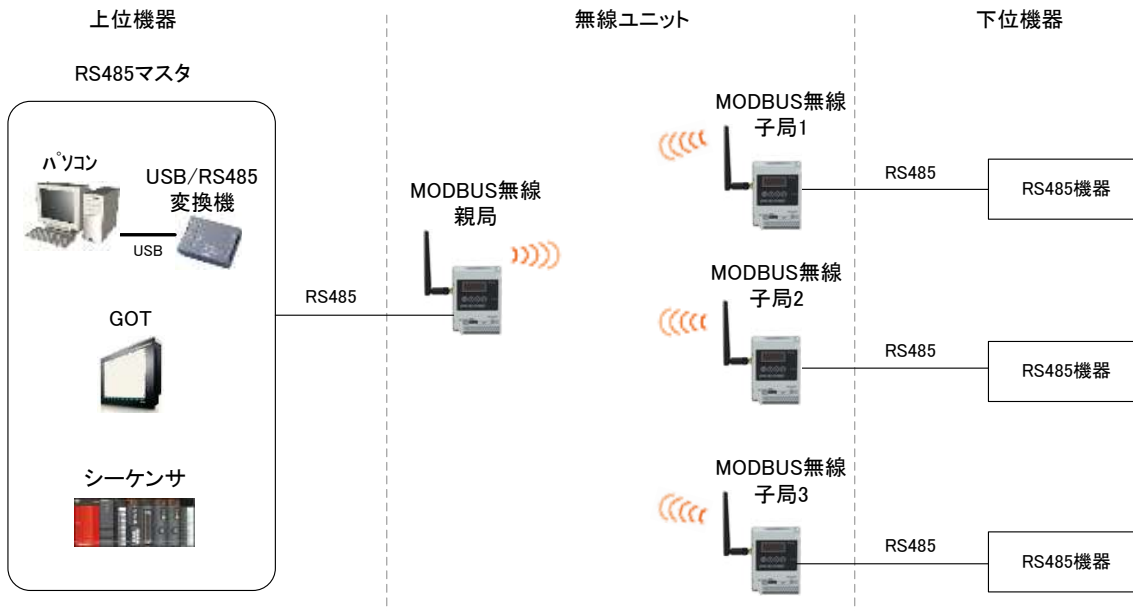 上位機器
無線ユニット
下位機器
RS485マスタ
パソコン
USB/RS485
変換機
USB
GOT
シーケンサ
RS485
MODBUS無線
親局
MODBUS無線
子局1
RS485
RS485機器
MODBUS無線
子局2
RS485
RS485機器
MODBUS無線
子局3
RS485
RS485機器